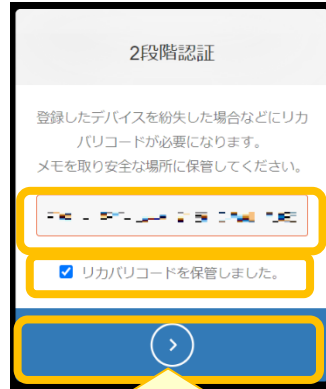 2段階認証
登録したデバイスを紛失した場合などにリカ
バリコードが必要になります。
メモを取り安全な場所に保管してください。
リカバリコードを保管しました。